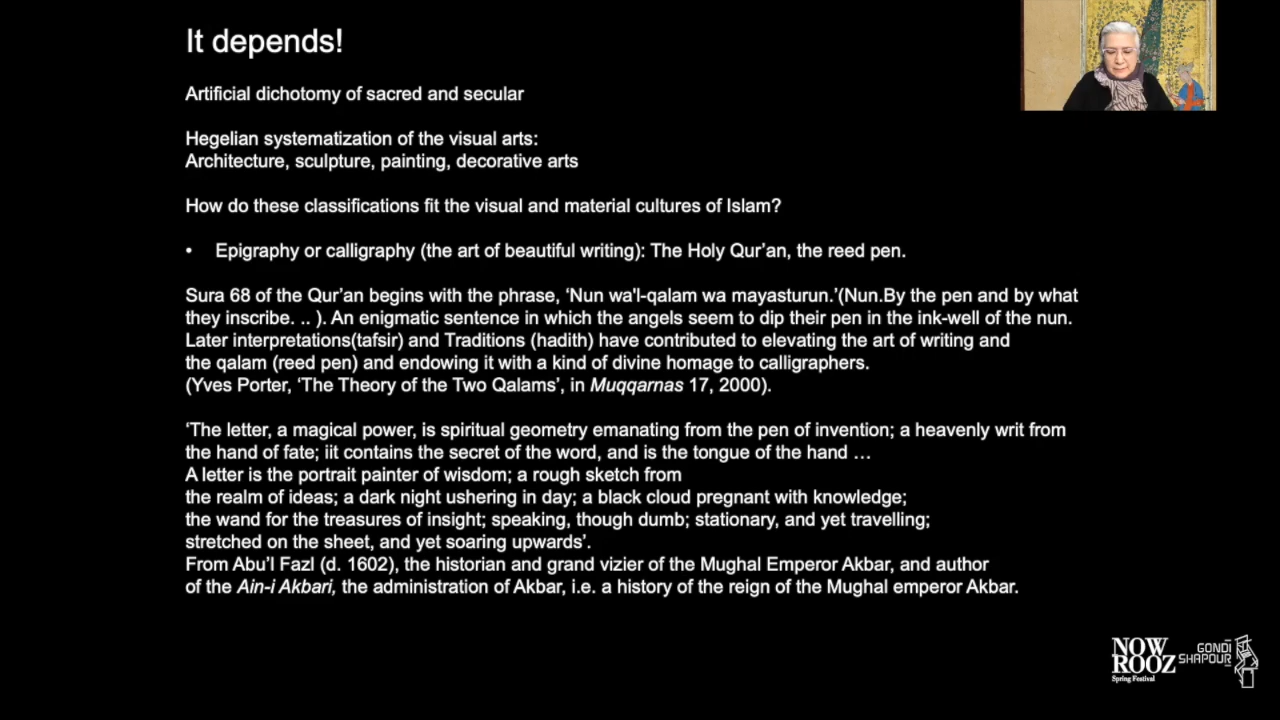 It depends!
Artificial dichotomy of sacred and secular
Hegelian systematization of the visual arts:
Architecture, sculpture, painting, decorative arts
How do these classifications fit the visual and material cultures of Islam?
• Epigraphy or calligraphy (the art of beautiful writing): The Holy Qur’an, the reed pen.
Sura 68 of the Qur’an begins with the phrase, ‘Nun wa'l-qalam wa mayasturun.’(Nun.By the pen and by what
they inscribe. .. ). An enigmatic sentence in which the angels seem to dip their pen in the ink-well of the nun.
Later interpretations(tafsir) and Traditions (hadith) have contributed to elevating the art of writing and
the qalam (reed pen) and endowing it with a kind of divine homage to calligraphers.
(Yves Porter, ‘The Theory of the Two Qalams’, in Muqqarnas 17, 2000).
‘The letter, a magical power, is spiritual geometry emanating from the pen of invention; a heavenly writ from
the hand of fate; iit contains the secret of the word, and is the tongue of the hand …
A letter is the portrait painter of wisdom; a rough sketch from
the realm of ideas; a dark night ushering in day; a black cloud pregnant with knowledge;
the wand for the treasures of insight; speaking, though dumb; stationary, and yet travelling;
stretched on the sheet, and yet soaring upwards’.
From Abu’l Fazl (d. 1602), the historian and grand vizier of the Mughal Emperor Akbar, and author
of the Ain-i Akbari, the administration of Akbar, i.e. a history of the reign of the Mughal emperor Akbar.
NOW
ROOZ
Spring Festival
GONDI
SHAPOUR